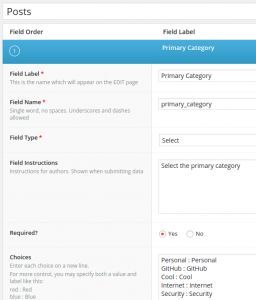 Posts
Field Order Field Label
1 Primary Category
Field Label * Primary Category
This is the name which will appear on the EDIT page
Field Name * primary_category
Single word, no spaces. Underscores and dashes
allowed
Field Type * Select
Field Instructions Select the primary category
Instructions for authors. Shown when submitting data
Required? Yes No
Choices Personal : Personal
Enter each choice on a new line. GitHub : GitHub
For more control, you may specify both a value and Cool : Cool
label like this: Internet : Internet
red : Red Security : Security
blue : Blue